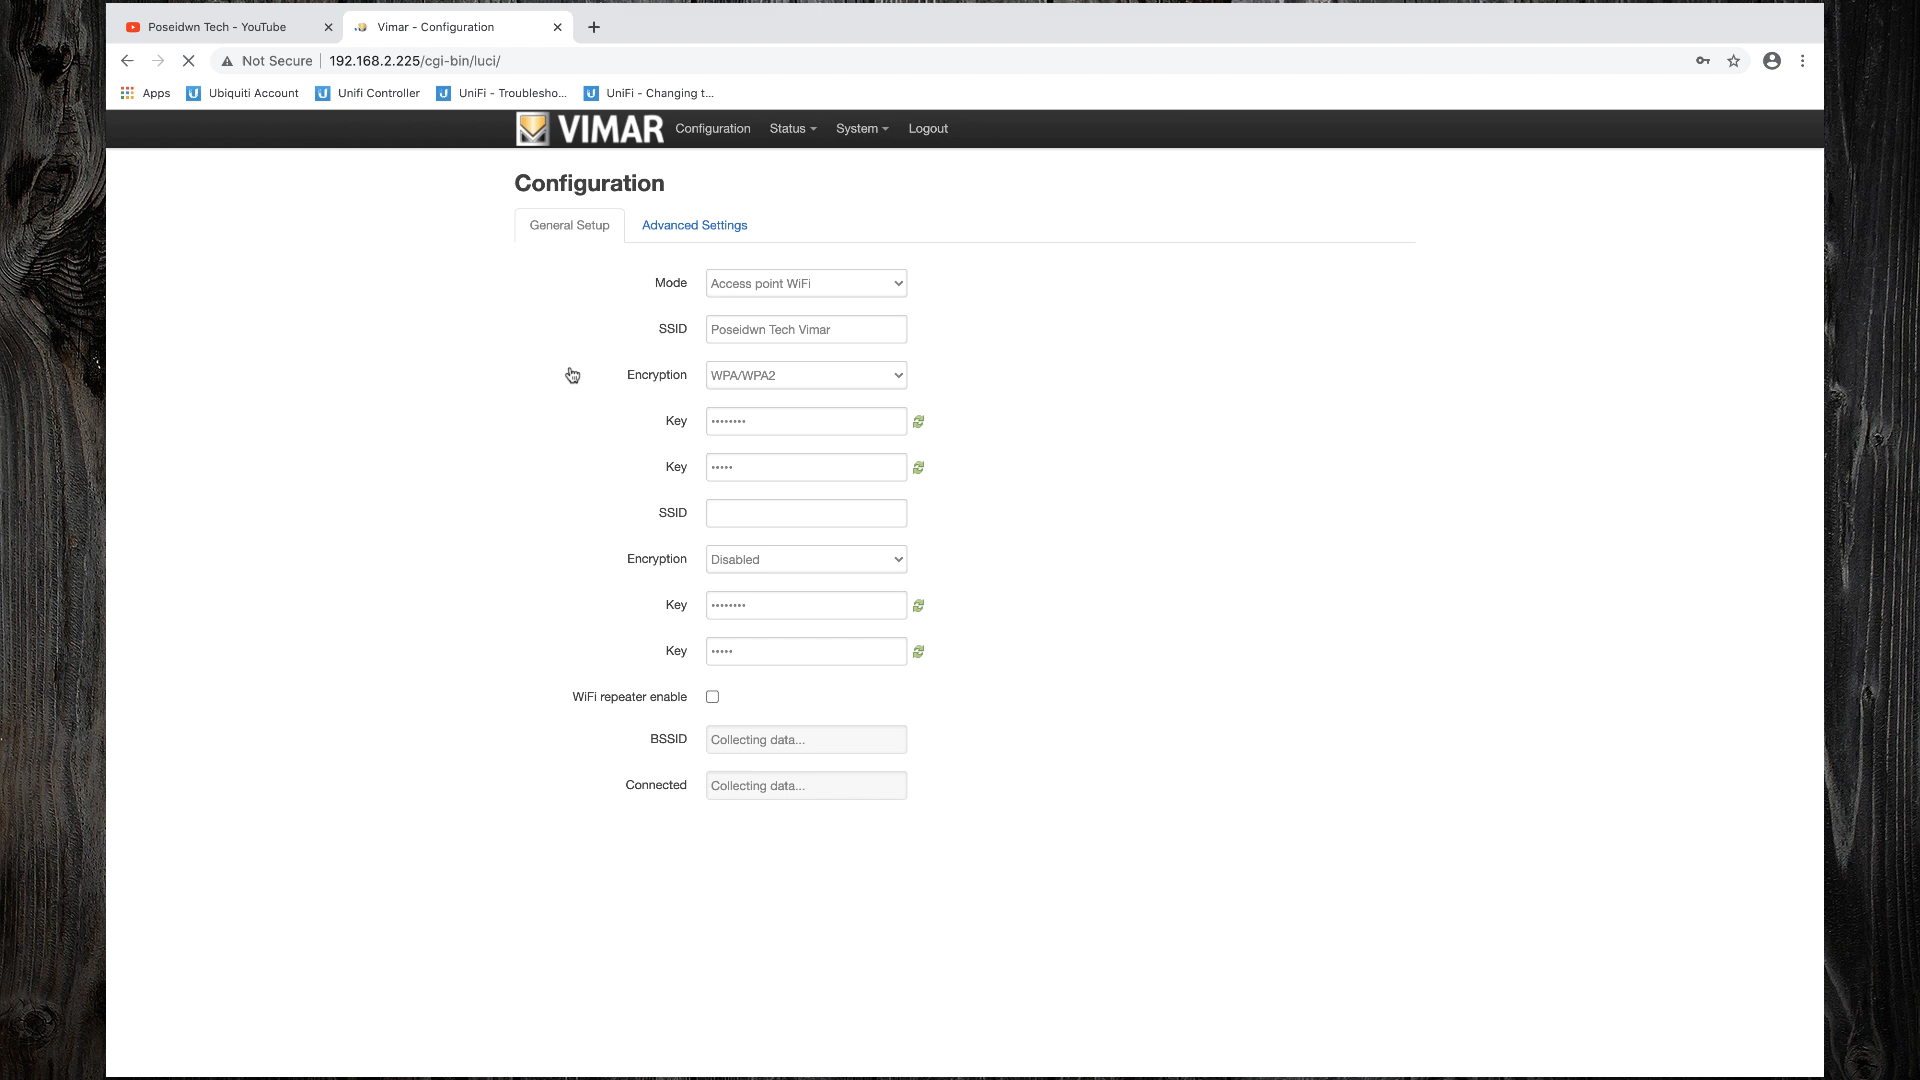 Poseidwn Tech - YouTube
Vimar - Configuration
Not Secure 192.168.2.225/cgi-bin/luci/
Apps Ubiquiti Account Unifi Controller UniFi - Troublesho... UniFi - Changing t...
VIMAR Configuration Status System Logout
Configuration
General Setup Advanced Settings
Mode Access point WiFi
SSID Poseidwn Tech Vimar
Encryption WPA/WPA2
Key ••••••••
Key •••••
SSID
Encryption Disabled
Key ••••••••
Key •••••
WiFi repeater enable
BSSID Collecting data...
Connected Collecting data...